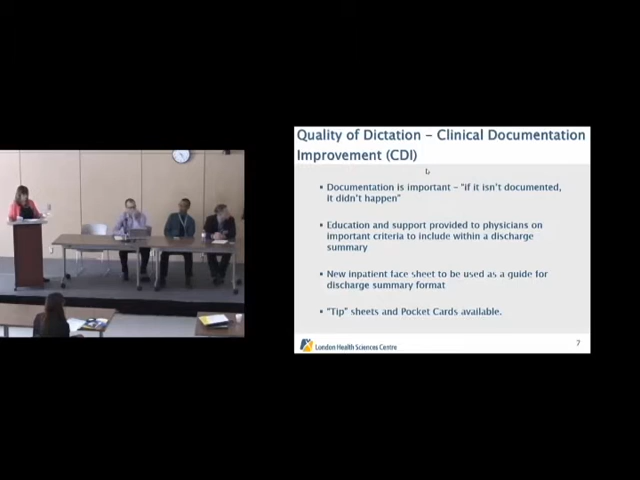 Quality of Dictation – Clinical Documentation
Improvement (CDI)
▪ Documentation is important – "if it isn't documented,
it didn't happen"
▪ Education and support provided to physicians on
important criteria to include within a discharge
summary
▪ New inpatient face sheet to be used as a guide for
discharge summary format
▪ "Tip" sheets and Pocket Cards available.
London Health Sciences Centre
7